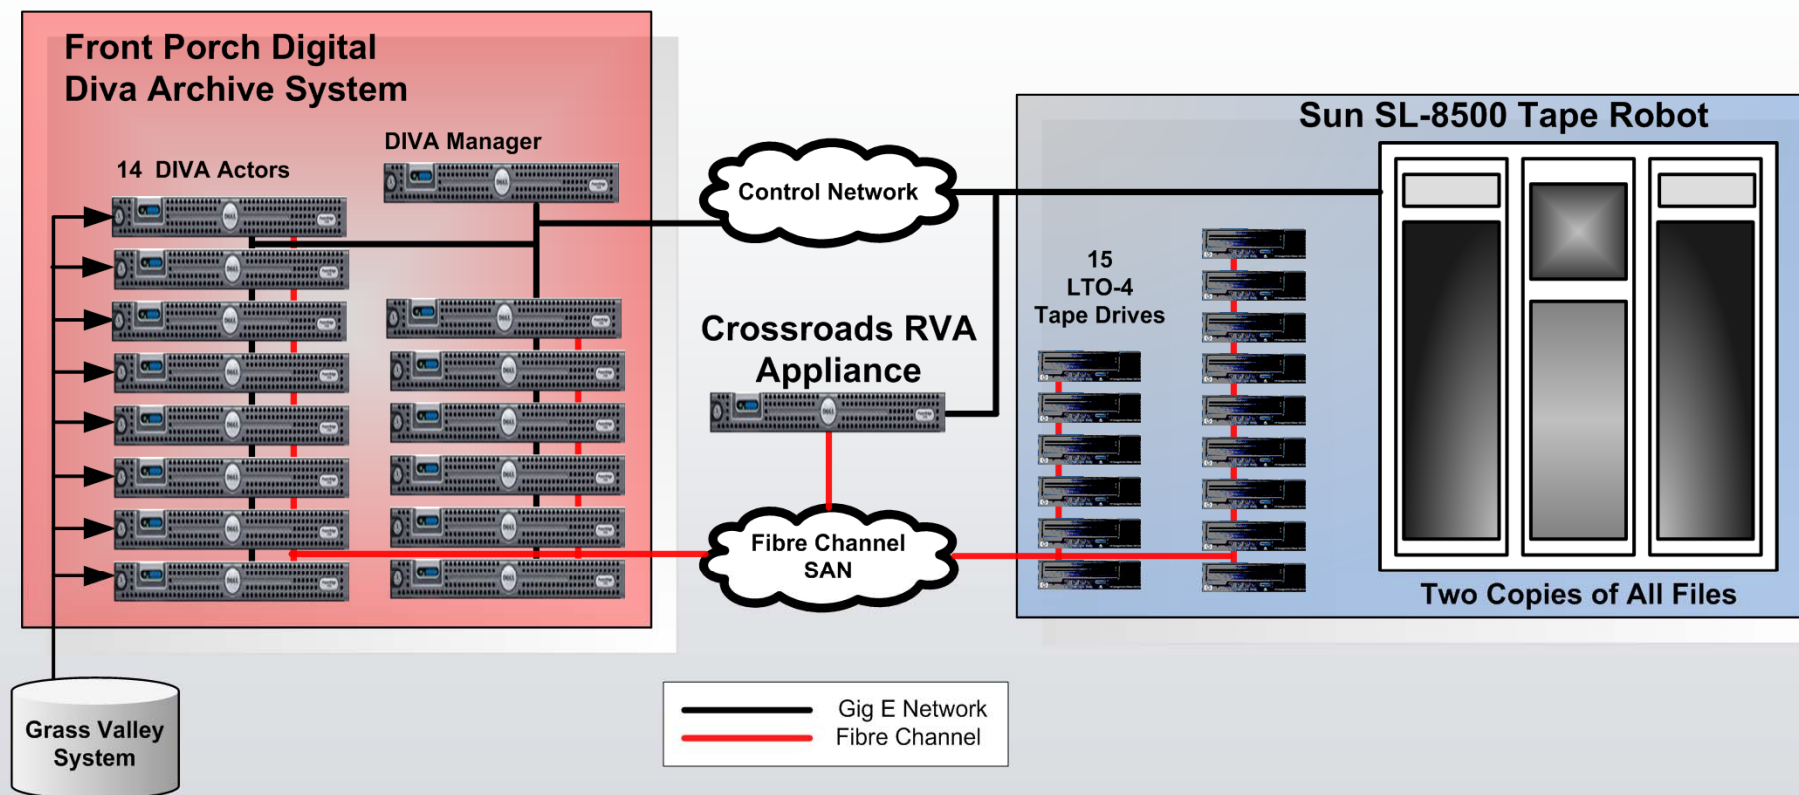 Front Porch Digital
Diva Archive System
DIVA Manager
14 DIVA Actors
Control Network
Sun SL-8500 Tape Robot
15
LTO-4
Tape Drives
Crossroads RVA
Appliance
Fibre Channel
SAN
Two Copies of All Files
Grass Valley
System
Gig E Network
Fibre Channel